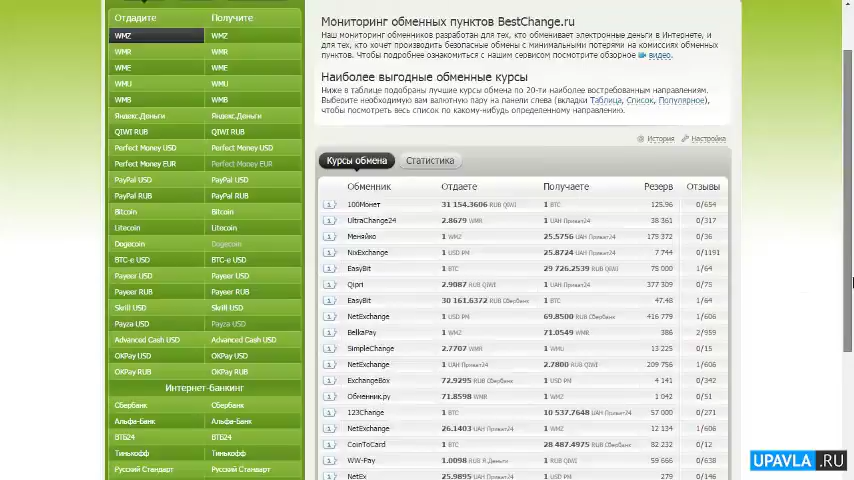 Отдадите Получите
WMZ WMZ
WMR WMR
WME WME
WMU WMU
WMB WMB
Яндекс.Деньги Яндекс.Деньги
QIWI RUB QIWI RUB
Perfect Money USD Perfect Money USD
Perfect Money EUR Perfect Money EUR
PayPal USD PayPal USD
PayPal RUB PayPal RUB
Bitcoin Bitcoin
Litecoin Litecoin
Dogecoin Dogecoin
BTC-e USD BTC-e USD
Payeer USD Payeer USD
Payeer RUB Payeer RUB
Skrill USD Skrill USD
Payza USD Payza USD
Advanced Cash USD Advanced Cash USD
OKPay USD OKPay USD
OKPay RUB OKPay RUB
Интернет-банкинг
Сбербанк Сбербанк
Альфа-Банк Альфа-Банк
ВТБ24 ВТБ24
Тинькофф Тинькофф
Русский Стандарт Русский Стандарт
Мониторинг обменных пунктов BestChange.ru
Наш мониторинг обменников разработан для тех, кто обменивает электронные деньги в Интернете, и
для тех, кто хочет производить безопасные обмены с минимальными потерями на комиссиях обменных
пунктов. Чтобы подробнее ознакомиться с нашим сервисом посмотрите обзорное видео.
Наиболее выгодные обменные курсы
Ниже в таблице подобраны лучшие курсы обмена по 20-ти наиболее востребованным направлениям.
Выберите необходимую вам валютную пару на панели слева (вкладки Таблица, Список, Популярное),
чтобы посмотреть весь список по какому-нибудь определенному направлению.
История Настройка
Курсы обмена Статистика
Обменник Отдаете Получаете Резерв Отзывы
100Монет 31 154.3606 RUB QIWI 1 BTC 125.96 0/654
UltraChange24 2.8679 WMR 1 UAH Приват24 38 361 0/317
Меняйко 1 WMZ 25.5756 UAH Приват24 175 372 0/36
NixExchange 1 USD PM 25.8724 UAH Приват24 7 744 0/1191
EasyBit 1 BTC 29 726.2539 RUB QIWI 78 000 1/64
Qipri 2.9087 RUB QIWI 1 UAH Приват24 377 309 0/75
EasyBit 30 161.6372 RUB Сбербанк 1 BTC 47.48 1/64
NetExchange 1 USD PM 69.8500 RUB Сбербанк 416 779 1/606
BelkaPay 1 WMZ 71.0549 WMR 386 2/959
SimpleChange 2.7707 WMR 1 WMU 13 225 0/15
NetExchange 1 UAH Приват24 2.7800 RUB QIWI 209 756 1/606
ExchangeBox 72.9295 RUB Сбербанк 1 USD PM 4 141 0/342
Обменник.ру 71.8598 WMR 1 WMZ 1 042 0/51
123Change 1 BTC 10 537.7648 UAH Приват24 57 000 0/271
NetExchange 26.1403 UAH Приват24 1 WMZ 12 134 1/606
CoinToCard 1 BTC 28 487.4975 RUB Сбербанк 82 232 0/12
WW-Pay 1.0098 RUB Я.Деньги 1 RUB QIWI 59 666 0/638
NetEx 25.9895 UAH Приват24 1 USD PM 279 0/146
UPAVLA.RU